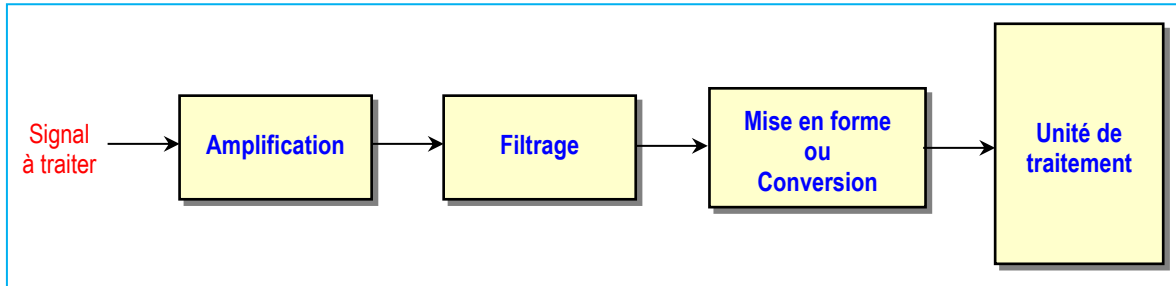 Signal
à traiter
Amplification
Filtrage
Mise en forme
ou
Conversion
Unité de
traitement